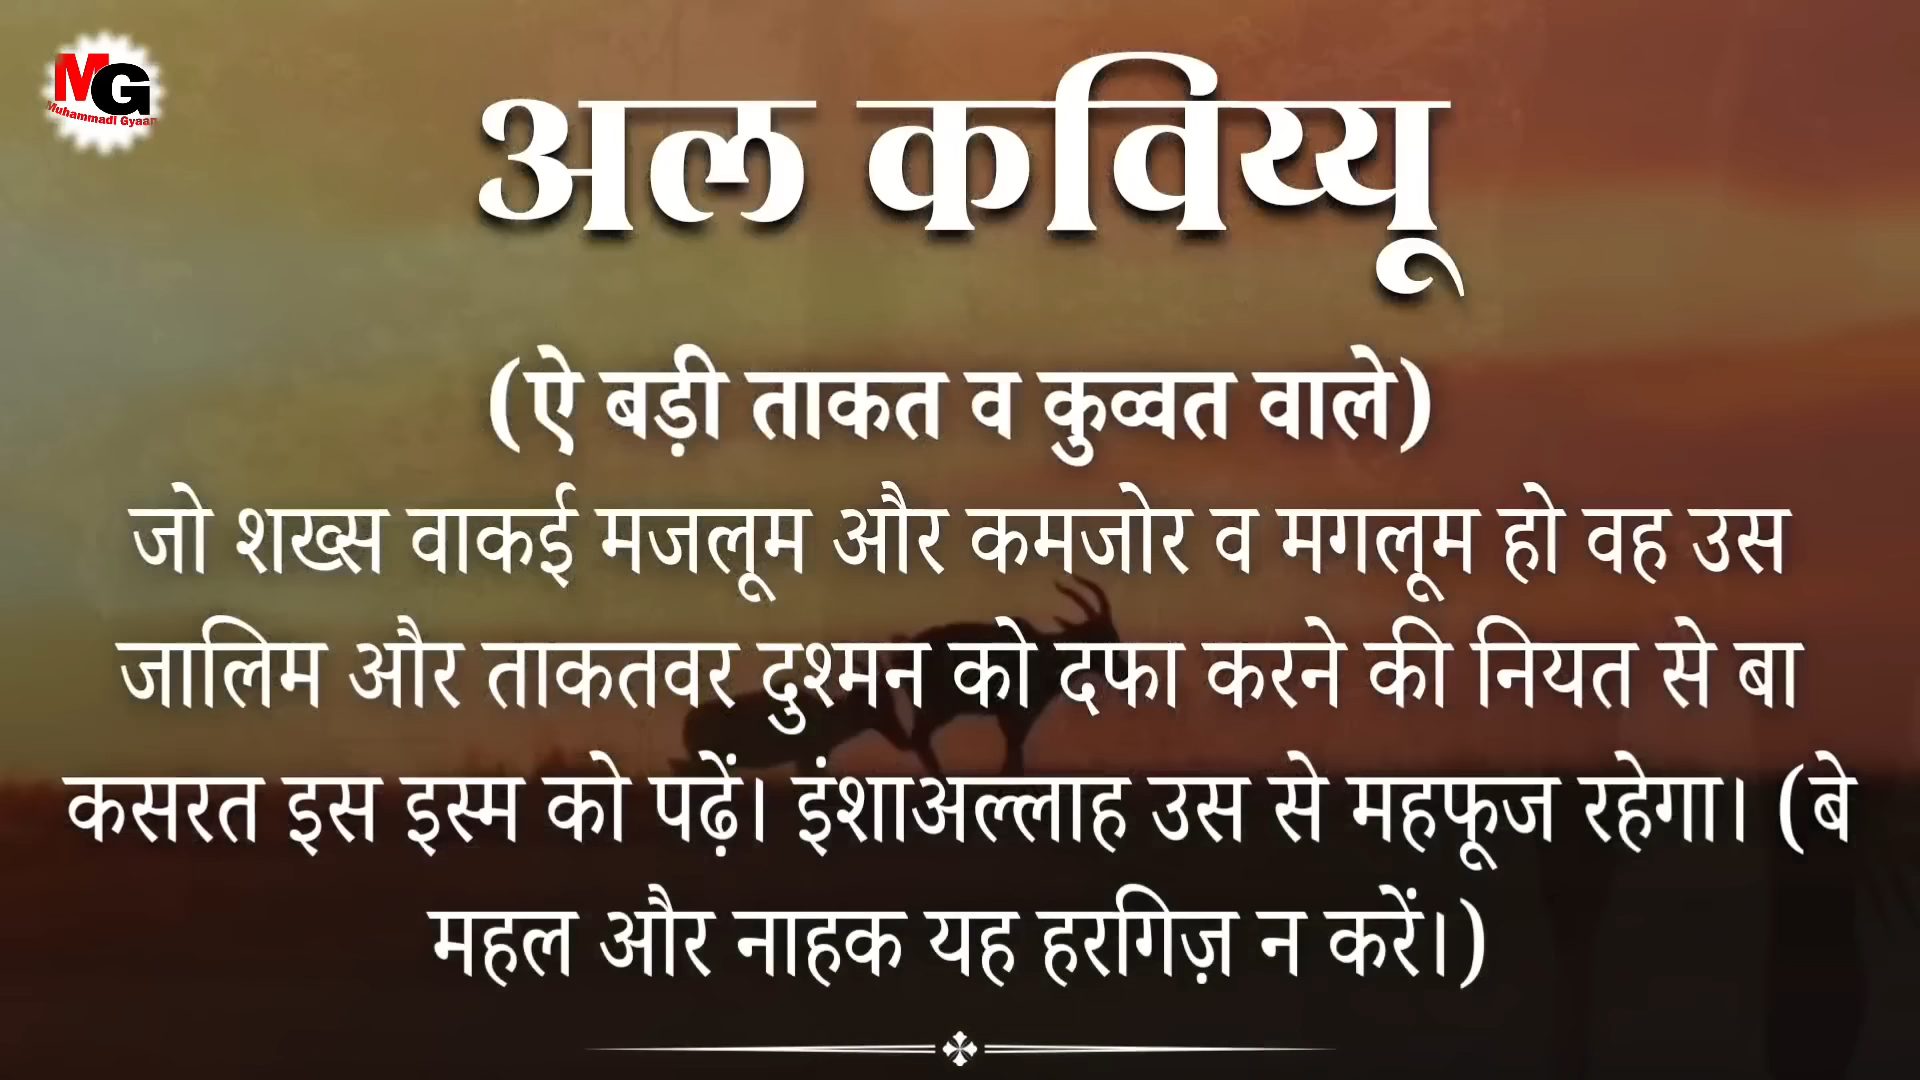 MG
Muhammadi Gyaan
अल कविय्यू
(ऐ बड़ी ताकत व कुव्वत वाले)
जो शख्स वाकई मजलूम और कमजोर व मगलूम हो वह उस
जालिम और ताकतवर दुश्मन को दफा करने की नियत से बा
कसरत इस इस्म को पढ़ें। इंशाअल्लाह उस से महफूज रहेगा। (बे
महल और नाहक यह हरगिज़ न करें।)